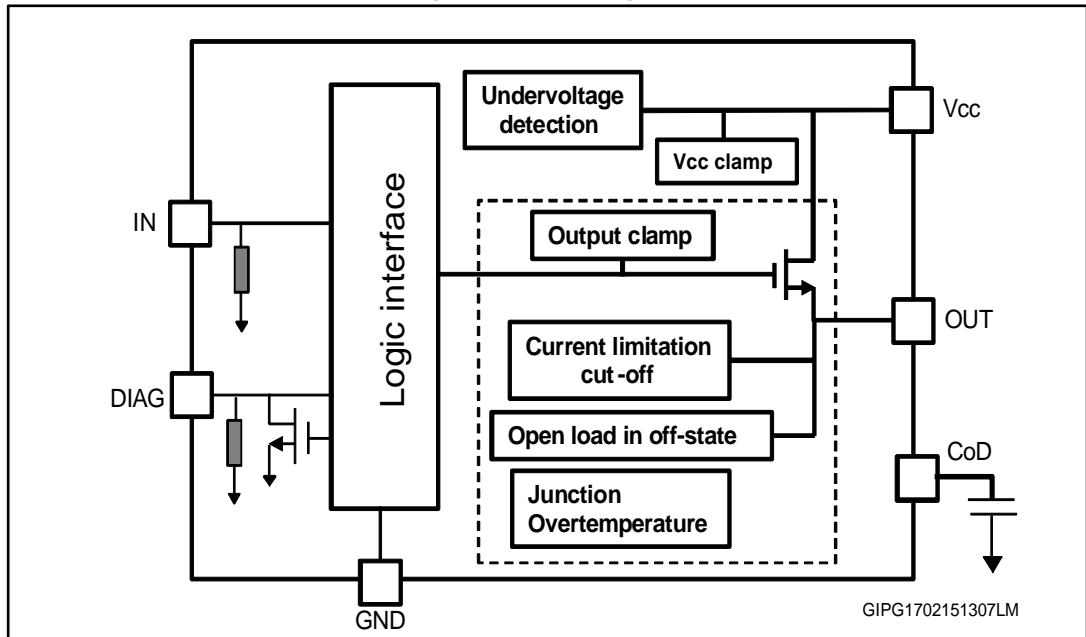 Undervoltage
detection
Vcc
Vcc clamp
IN
Logic interface
Output clamp
OUT
Current limitation
cut-off
DIAG
Open load in off-state
CoD
Junction
Overtemperature
GND
GIPG1702151307LM